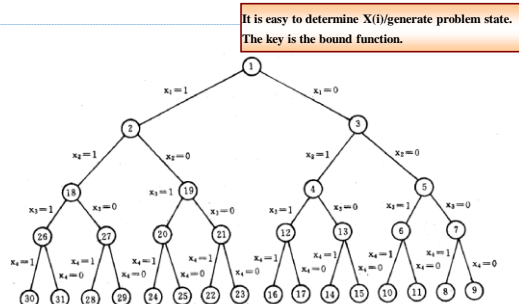 It is easy to determine X(i)/generate problem state.
The key is the bound function.
1
x₁=1 x₁=0
2 3
x₂=1 x₂=0 x₂=1 x₂=0
18 19 4 5
x₃=1 x₃=0 x₃=1 x₃=0 x₃=1 x₃=0 x₃=1 x₃=0
26 27 20 21 12 13 6 7
x₄=1 x₄=0 x₄=1 x₄=0 x₄=1 x₄=0 x₄=1 x₄=0 x₄=1 x₄=0 x₄=1 x₄=0 x₄=1 x₄=0 x₄=1 x₄=0
30 31 28 29 24 25 22 23 16 17 14 15 10 11 8 9